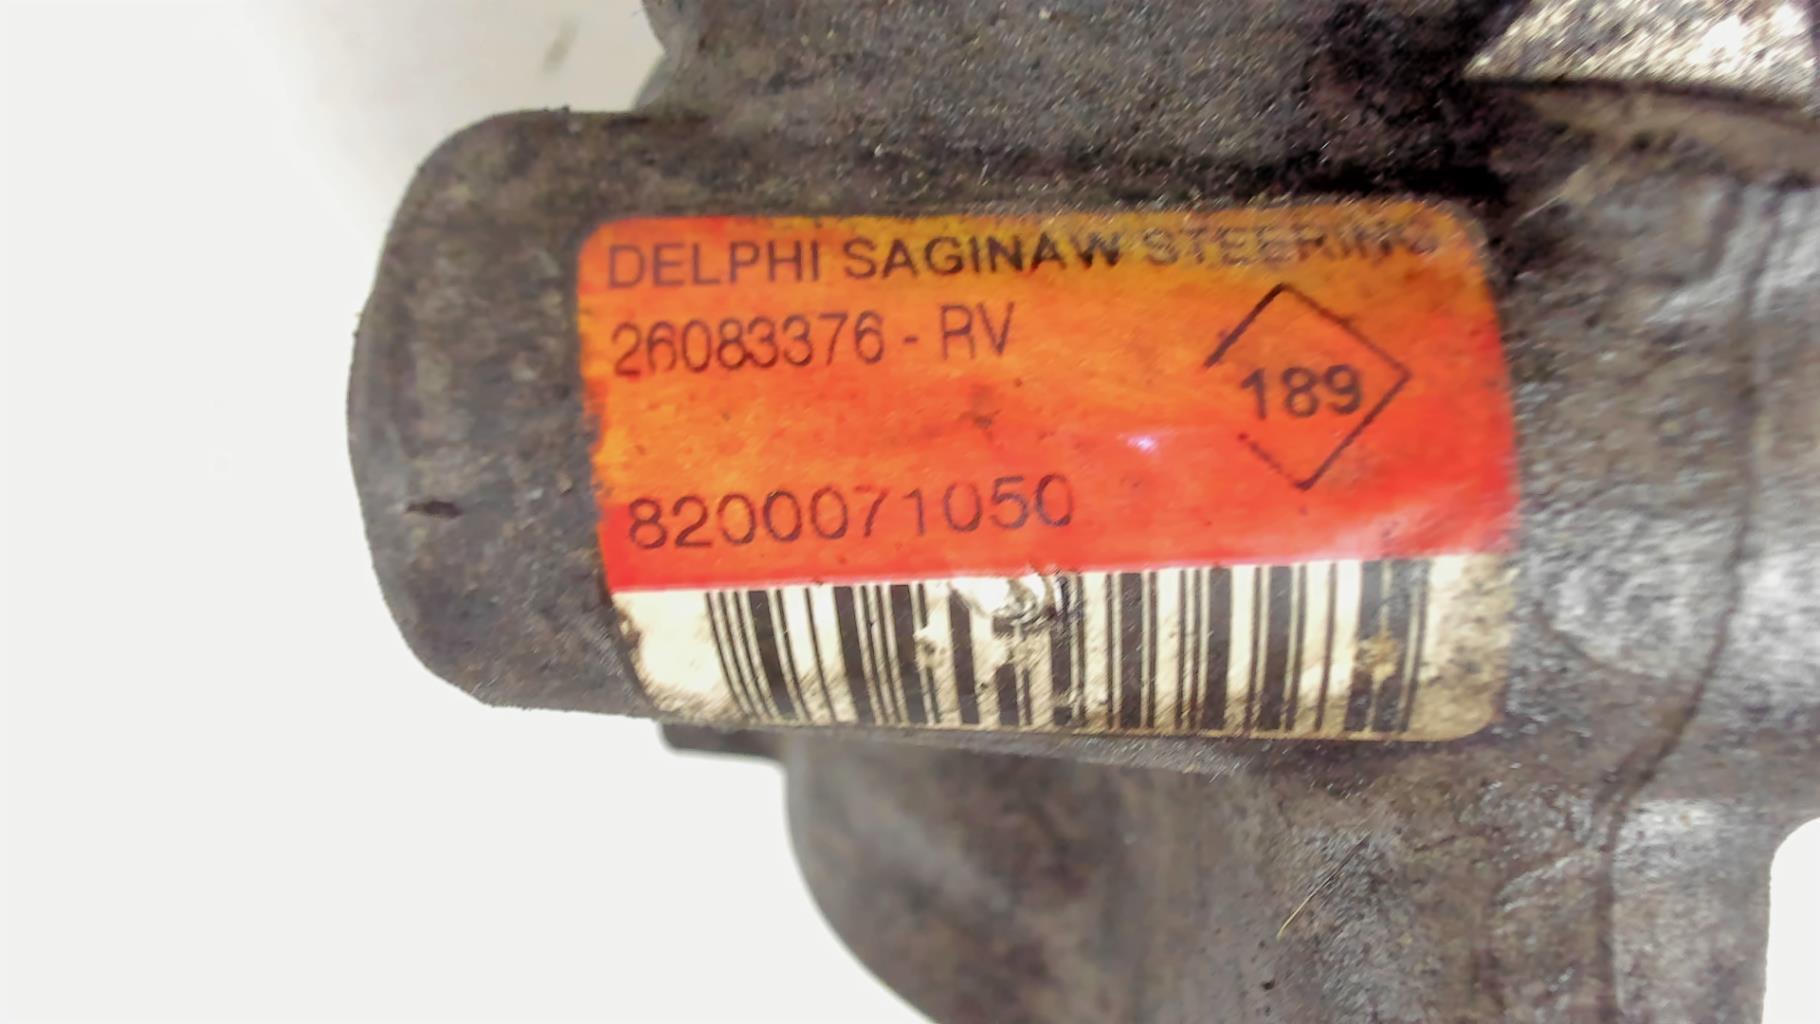 DELPHI SAGINAW STEERING
26083376 - RV
189
8200071050